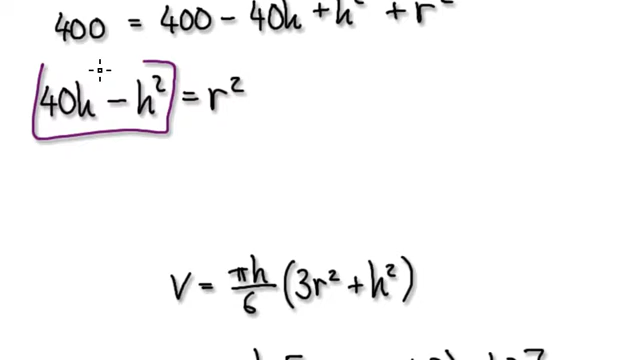 400 = 400 - 40h + h² + r²
40h - h² = r²
V = πh/6 (3r² + h²)